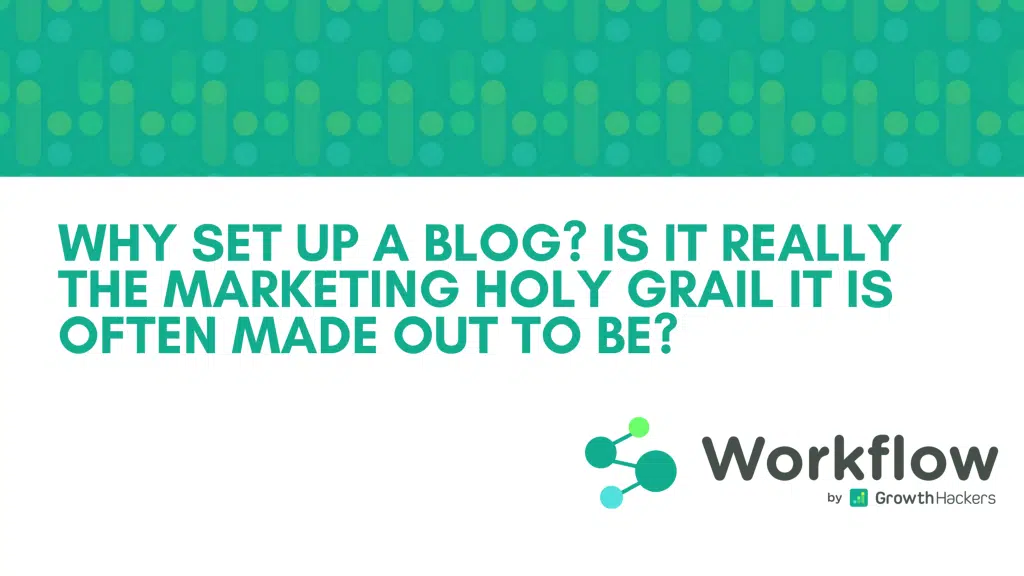 WHY SET UP A BLOG? IS IT REALLY
THE MARKETING HOLY GRAIL IT IS
OFTEN MADE OUT TO BE?
Workflow
by GrowthHackers